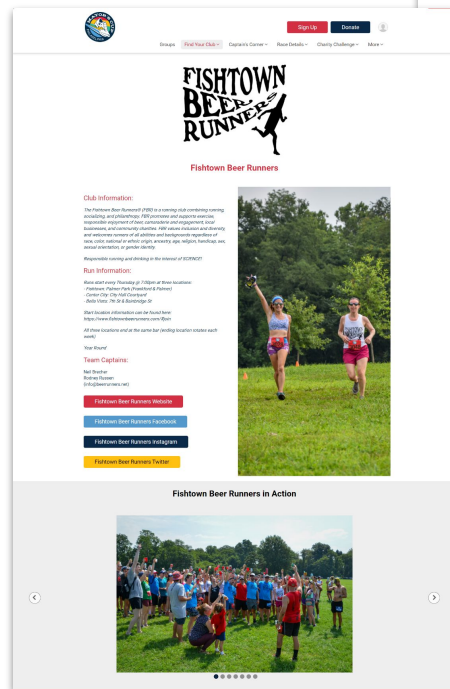 Sign Up
Donate
Groups
Find Your Club
Captain's Corner
Race Details
Charity Challenge
More
FISHTOWN
BEER
RUNNERS
Fishtown Beer Runners
Club Information:
The Fishtown Beer Runners® (FBR) is a running club combining running,
socializing, and philanthropy. FBR promotes and supports exercise,
responsible enjoyment of beer, camaraderie and engagement, local
businesses, and community charities. FBR values inclusion and diversity,
and welcomes runners of all abilities and backgrounds regardless of
race, color, national or ethnic origin, ancestry, age, religion, handicap, sex,
sexual orientation, or gender identity
Responsible running and drinking in the interest of SCIENCE!
Run Information:
Runs start every Thursday @ 7:00pm at three locations:
- Fishtown: Palmer Park (Frankford & Palmer)
- Center City: City Hall Courtyard
- Bella Vista: 7th St & Bainbridge St
Start location information can be found here:
https://www.fishtownbeerrunners.com/#join
All three locations end at the same bar (ending location rotates each
week)
Year Round
Team Captains:
Rodney Russen
(info@beerrunners.net)
Fishtown Beer Runners Website
Fishtown Beer Runners Facebook
Fishtown Beer Runners Instagram
Fishtown Beer Runners Twitter
Fishtown Beer Runners in Action